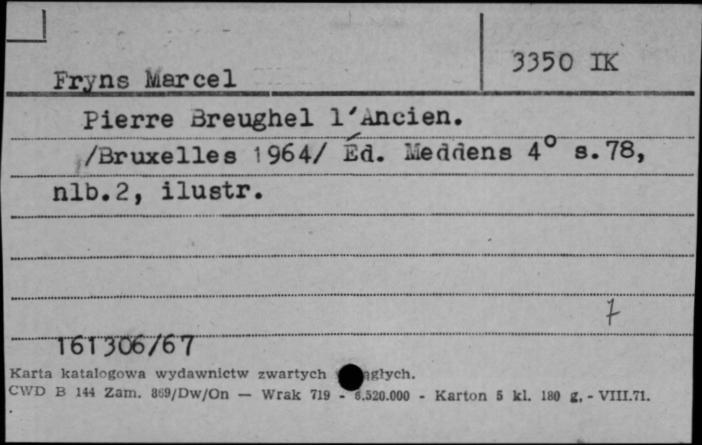 3350 IK
Fryns Marcel
Pierre Breughel l'Ancien.
/Bruxelles 1964/ Éd. Meddens 4° s.78,
nlb.2, ilustr.
7
161306/67
Karta katalogowa wydawnictw zwartych
CWD B 144 Zam. 869/Dw/On — Wrak 719 - 6.520.000 - Karton 5 kl. 180 g. - VIII.71.